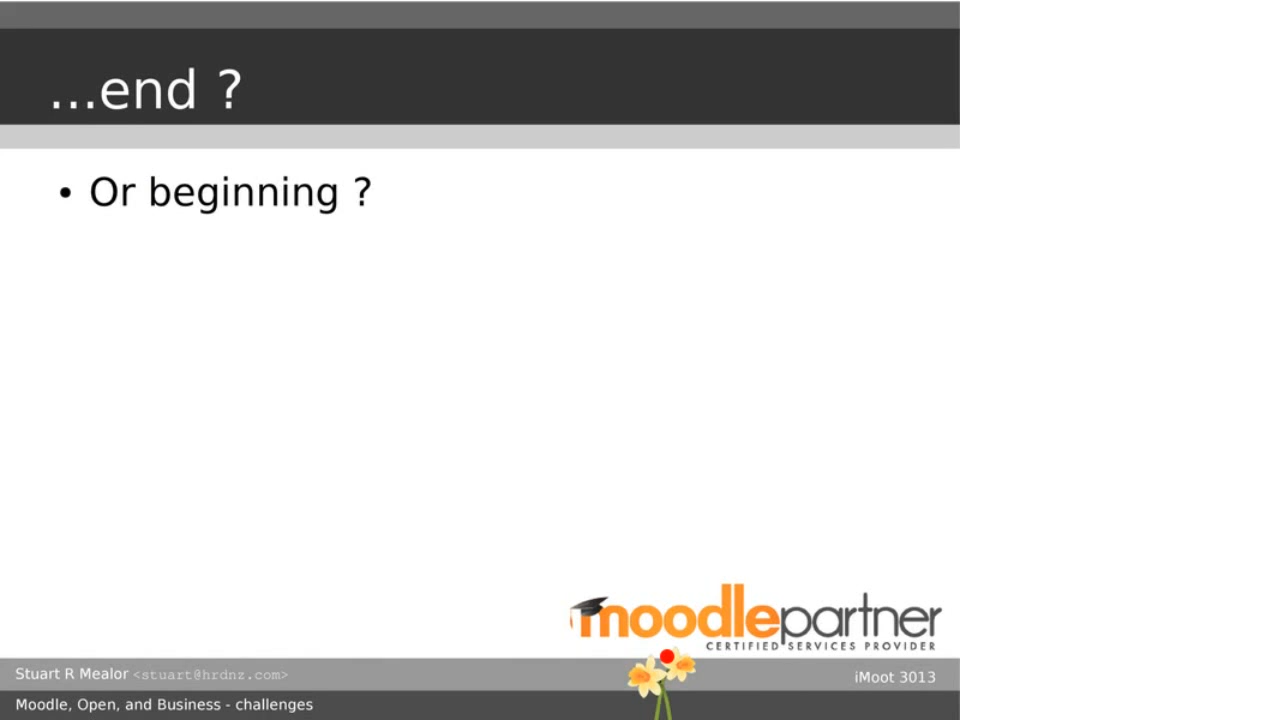 ...end ?
• Or beginning ?
moodlepartner
CERTIFIED SERVICES PROVIDER
Stuart R Mealor <stuart@hrdnz.com>
iMoot 3013
Moodle, Open, and Business - challenges